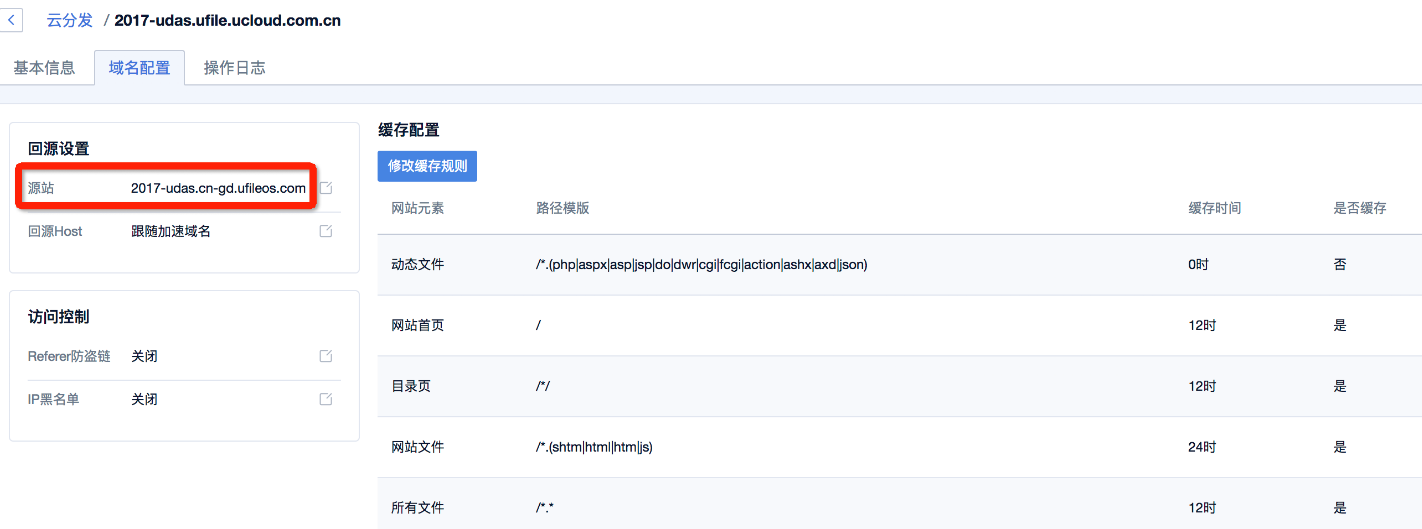 云分发 / 2017-udas.ufile.ucloud.com.cn
基本信息 域名配置 操作日志
回源设置
源站 2017-udas.cn-gd.ufileos.com
回源Host 跟随加速域名
访问控制
Referer防盗链 关闭
IP黑名单 关闭
缓存配置
修改缓存规则
网站元素 路径模版 缓存时间 是否缓存
动态文件 /*.(php|aspx|asp|jsp|do|dwr|cgi|fcgi|action|ashx|axd|json) 0时 否
网站首页 / 12时 是
目录页 /*/ 12时 是
网站文件 /*.(shtm|html|htm|js) 24时 是
所有文件 /*.* 12时 是